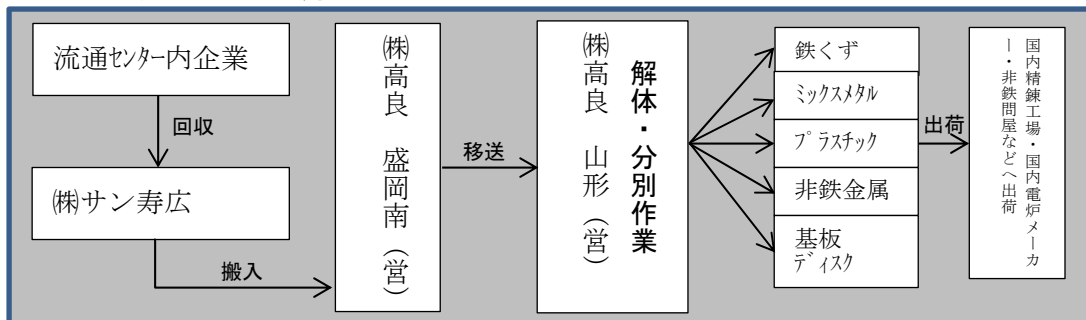 流通ｾﾝﾀｰ内企業
回収
㈱サン寿広
搬入
㈱高良　盛岡南（営）
移送
㈱高良　山形（営）
解体・分別作業
鉄くず
ﾐｯｸｽﾒﾀﾙ
ﾌﾟﾗｽﾁｯｸ
非鉄金属
基板
ﾃﾞｨｽｸ
出荷
国内精錬工場・国内電炉メーカ
ー・非鉄問屋などへ出荷